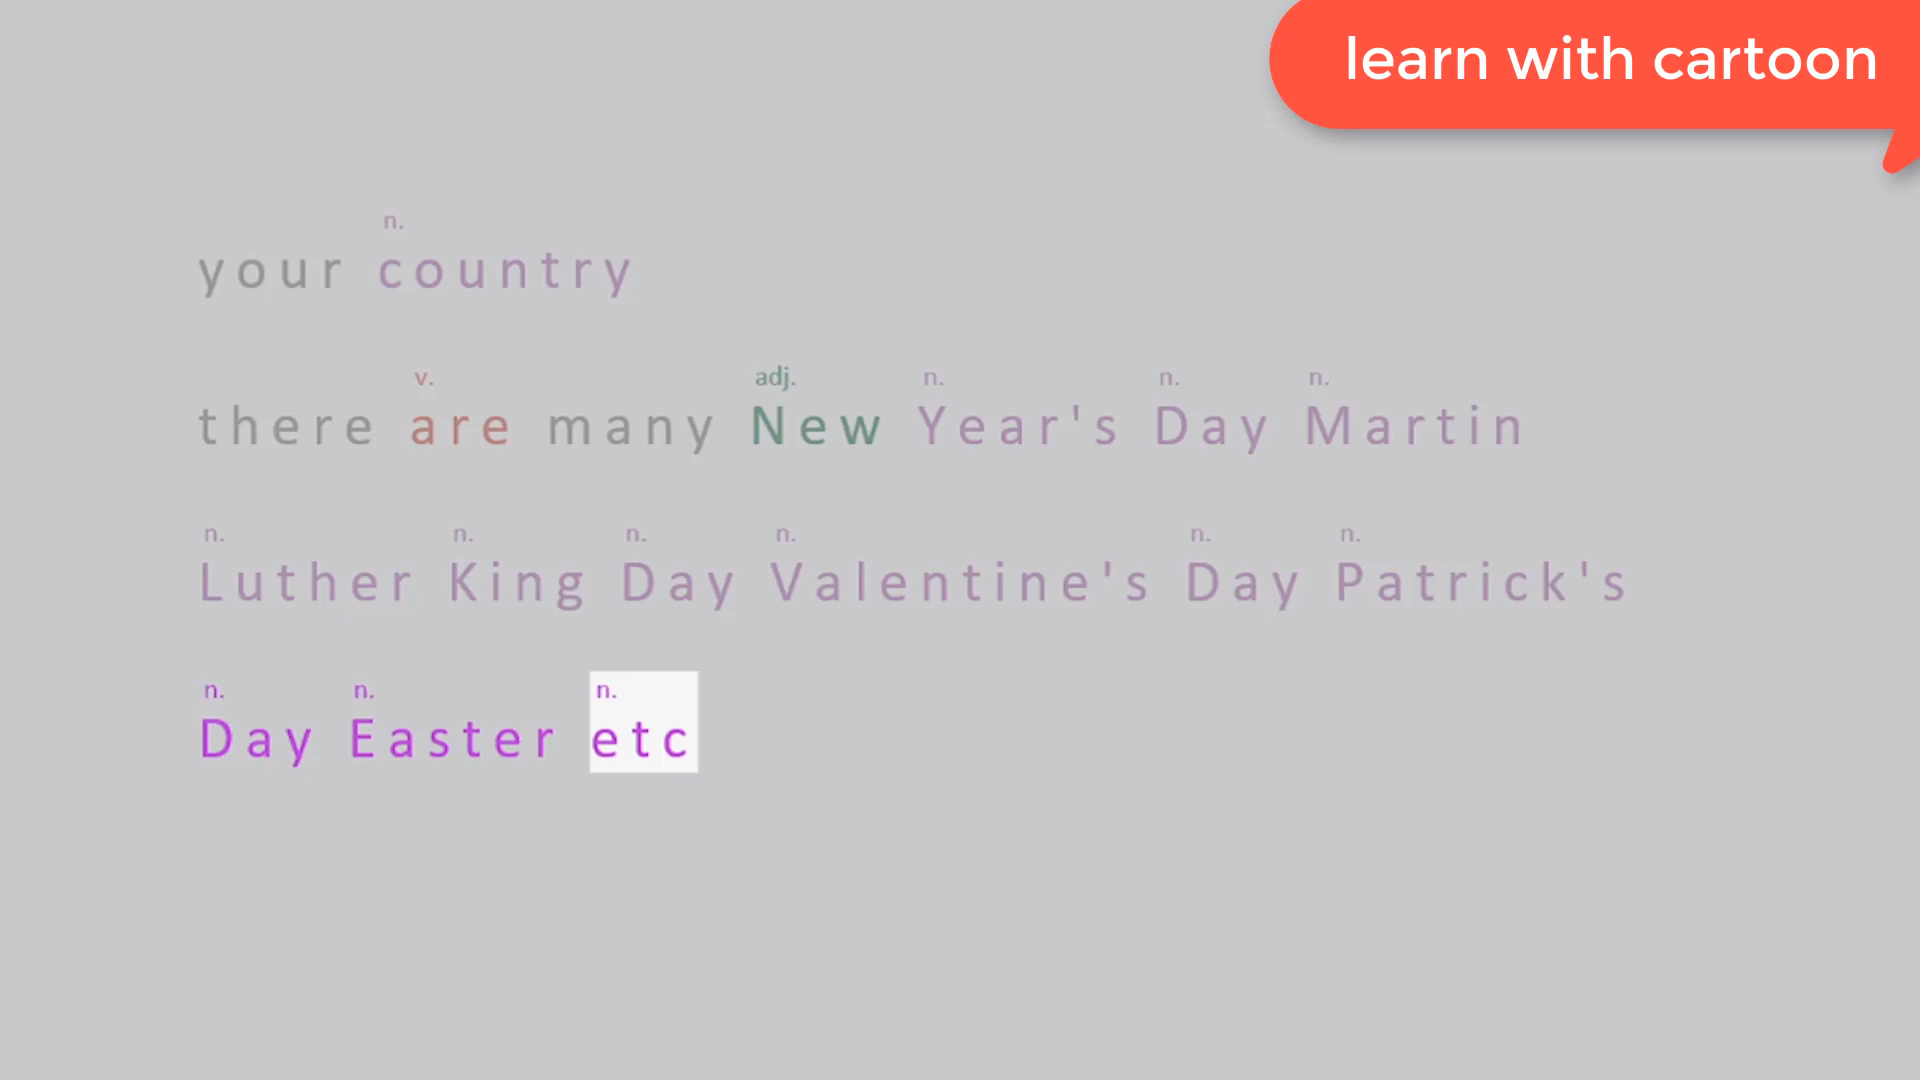 learn with cartoon
n.
your country
v. adj. n. n. n.
there are many New Year's Day Martin
n. n. n. n. n. n.
Luther King Day Valentine's Day Patrick's
n. n. n.
Day Easter etc